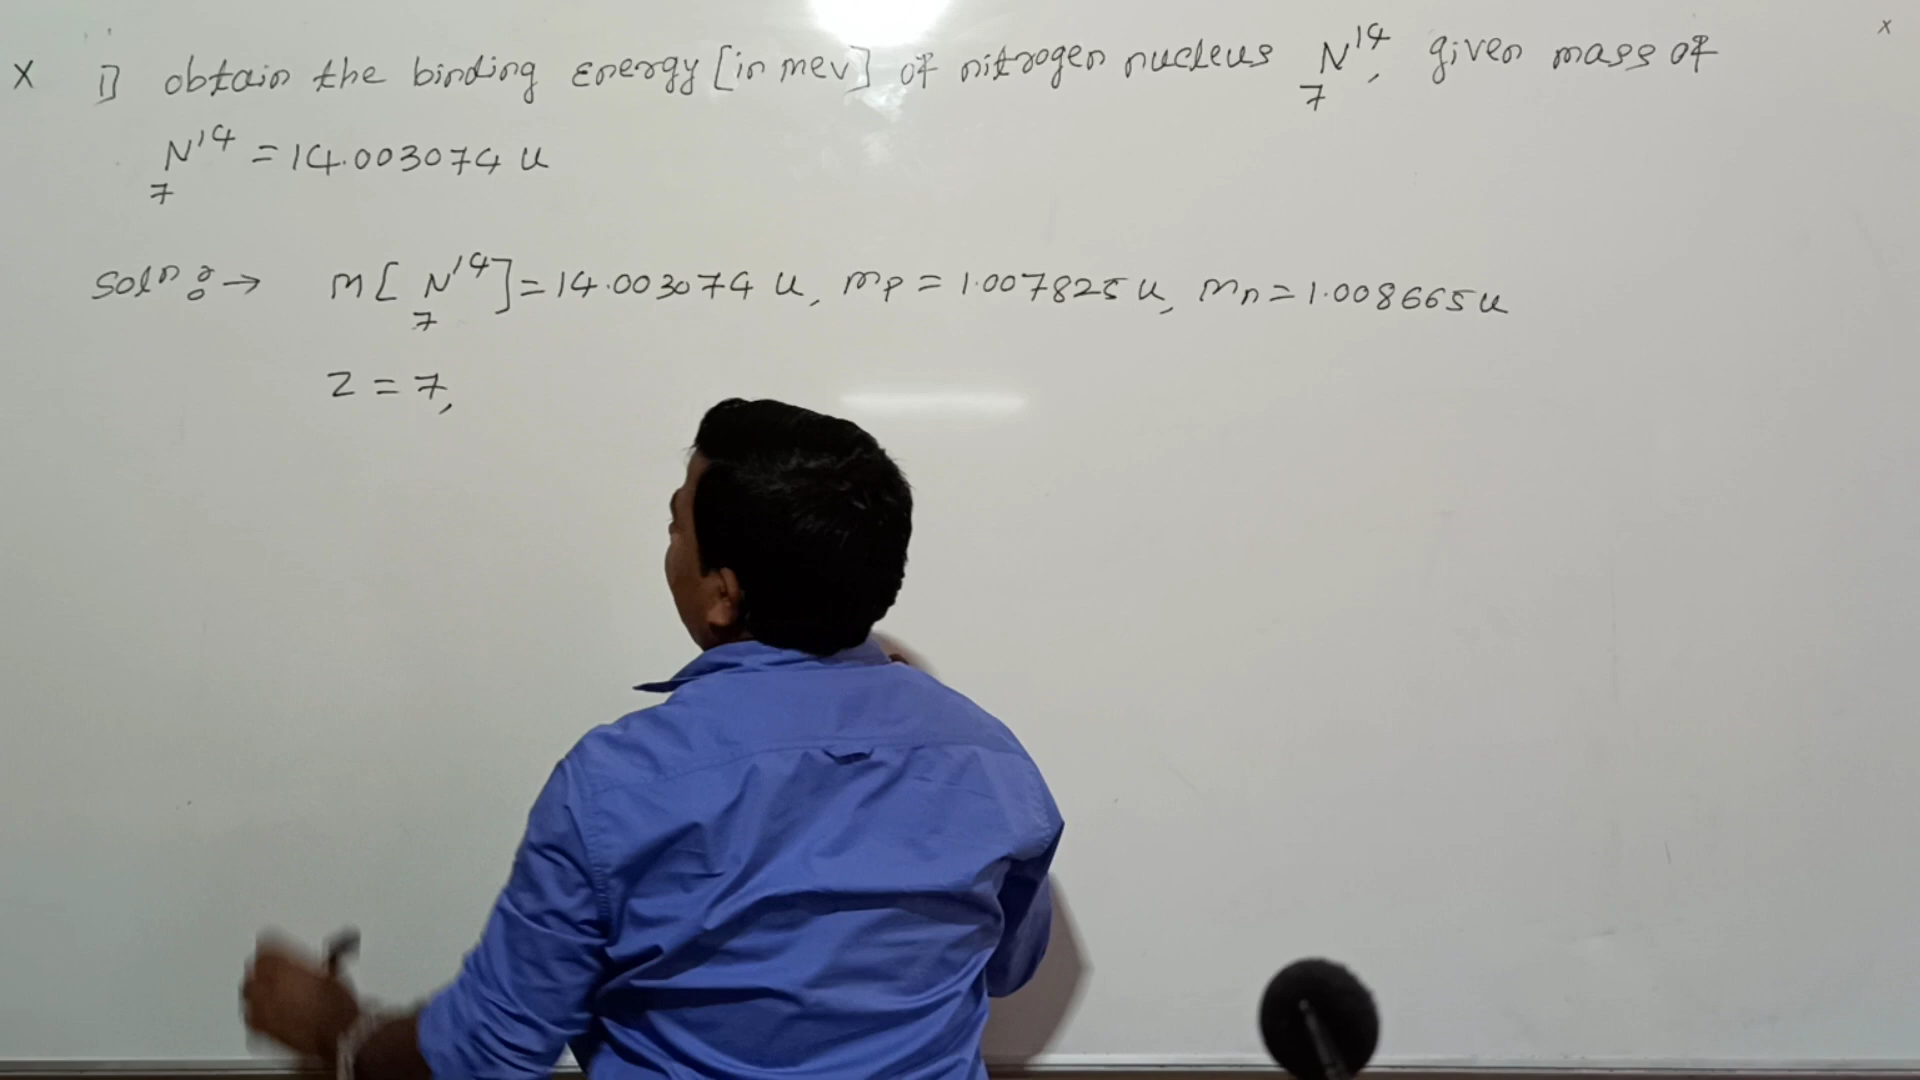 x
X 1] obtain the binding energy [in mev] of nitrogen nucleus ₇N¹⁴, given mass of
₇N¹⁴ = 14.003074 u
Soln :→ m[₇N¹⁴] = 14.003074 u, mp = 1.007825 u, mn = 1.008665 u
Z = 7,